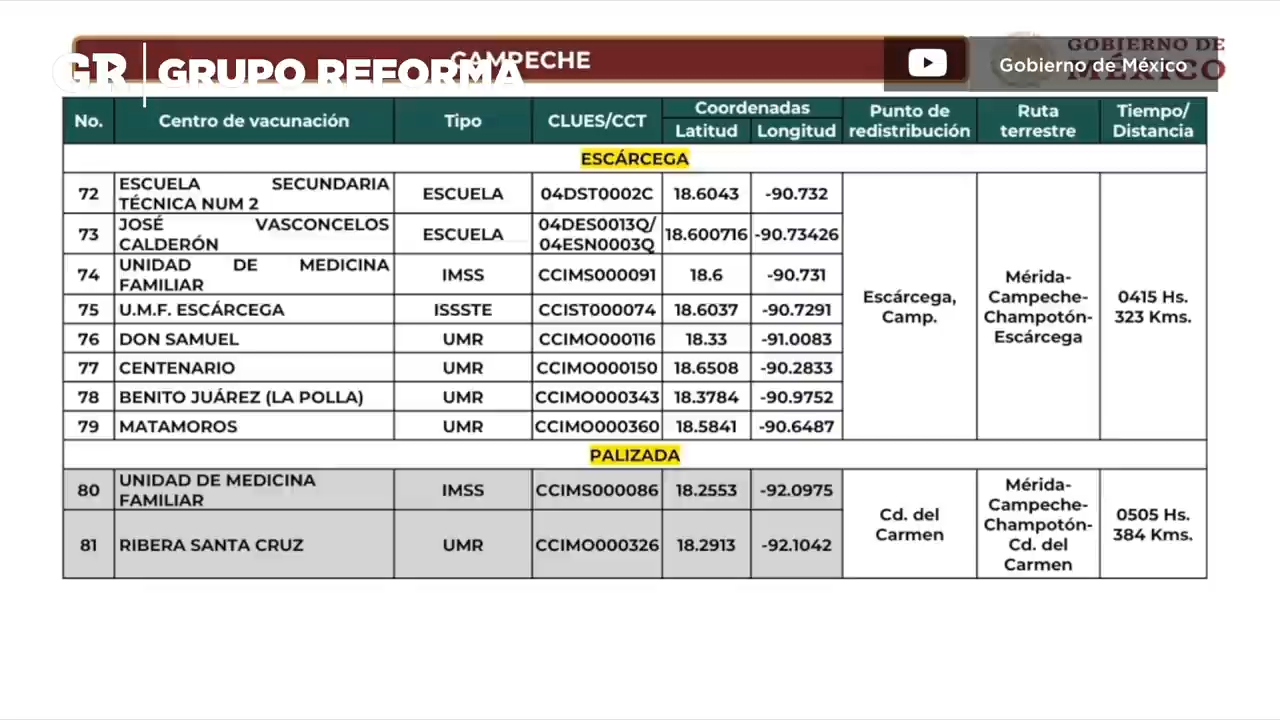 CAMPECHE
GR GRUPO REFORMA
Gobierno de México
GOBIERNO DE
MÉXICO
No. Centro de vacunación Tipo CLUES/CCT Coordenadas Latitud Longitud Punto de redistribución Ruta terrestre Tiempo/ Distancia
ESCÁRCEGA
72 ESCUELA SECUNDARIA TÉCNICA NUM 2 ESCUELA 04DST0002C 18.6043 -90.732
73 JOSÉ VASCONCELOS CALDERÓN ESCUELA 04DES0013Q/ 04ESN0003Q 18.600716 -90.73426
74 UNIDAD DE MEDICINA FAMILIAR IMSS CCIMS000091 18.6 -90.731
75 U.M.F. ESCÁRCEGA ISSSTE CCIST000074 18.6037 -90.7291
76 DON SAMUEL UMR CCIMO000116 18.33 -91.0083
77 CENTENARIO UMR CCIMO000150 18.6508 -90.2833
78 BENITO JUÁREZ (LA POLLA) UMR CCIMO000343 18.3784 -90.9752
79 MATAMOROS UMR CCIMO000360 18.5841 -90.6487
Escárcega,
Camp.
Mérida-
Campeche-
Champotón-
Escárcega
0415 Hs.
323 Kms.
PALIZADA
80 UNIDAD DE MEDICINA FAMILIAR IMSS CCIMS000086 18.2553 -92.0975
81 RIBERA SANTA CRUZ UMR CCIMO000326 18.2913 -92.1042
Cd. del
Carmen
Mérida-
Campeche-
Champotón-
Cd. del
Carmen
0505 Hs.
384 Kms.